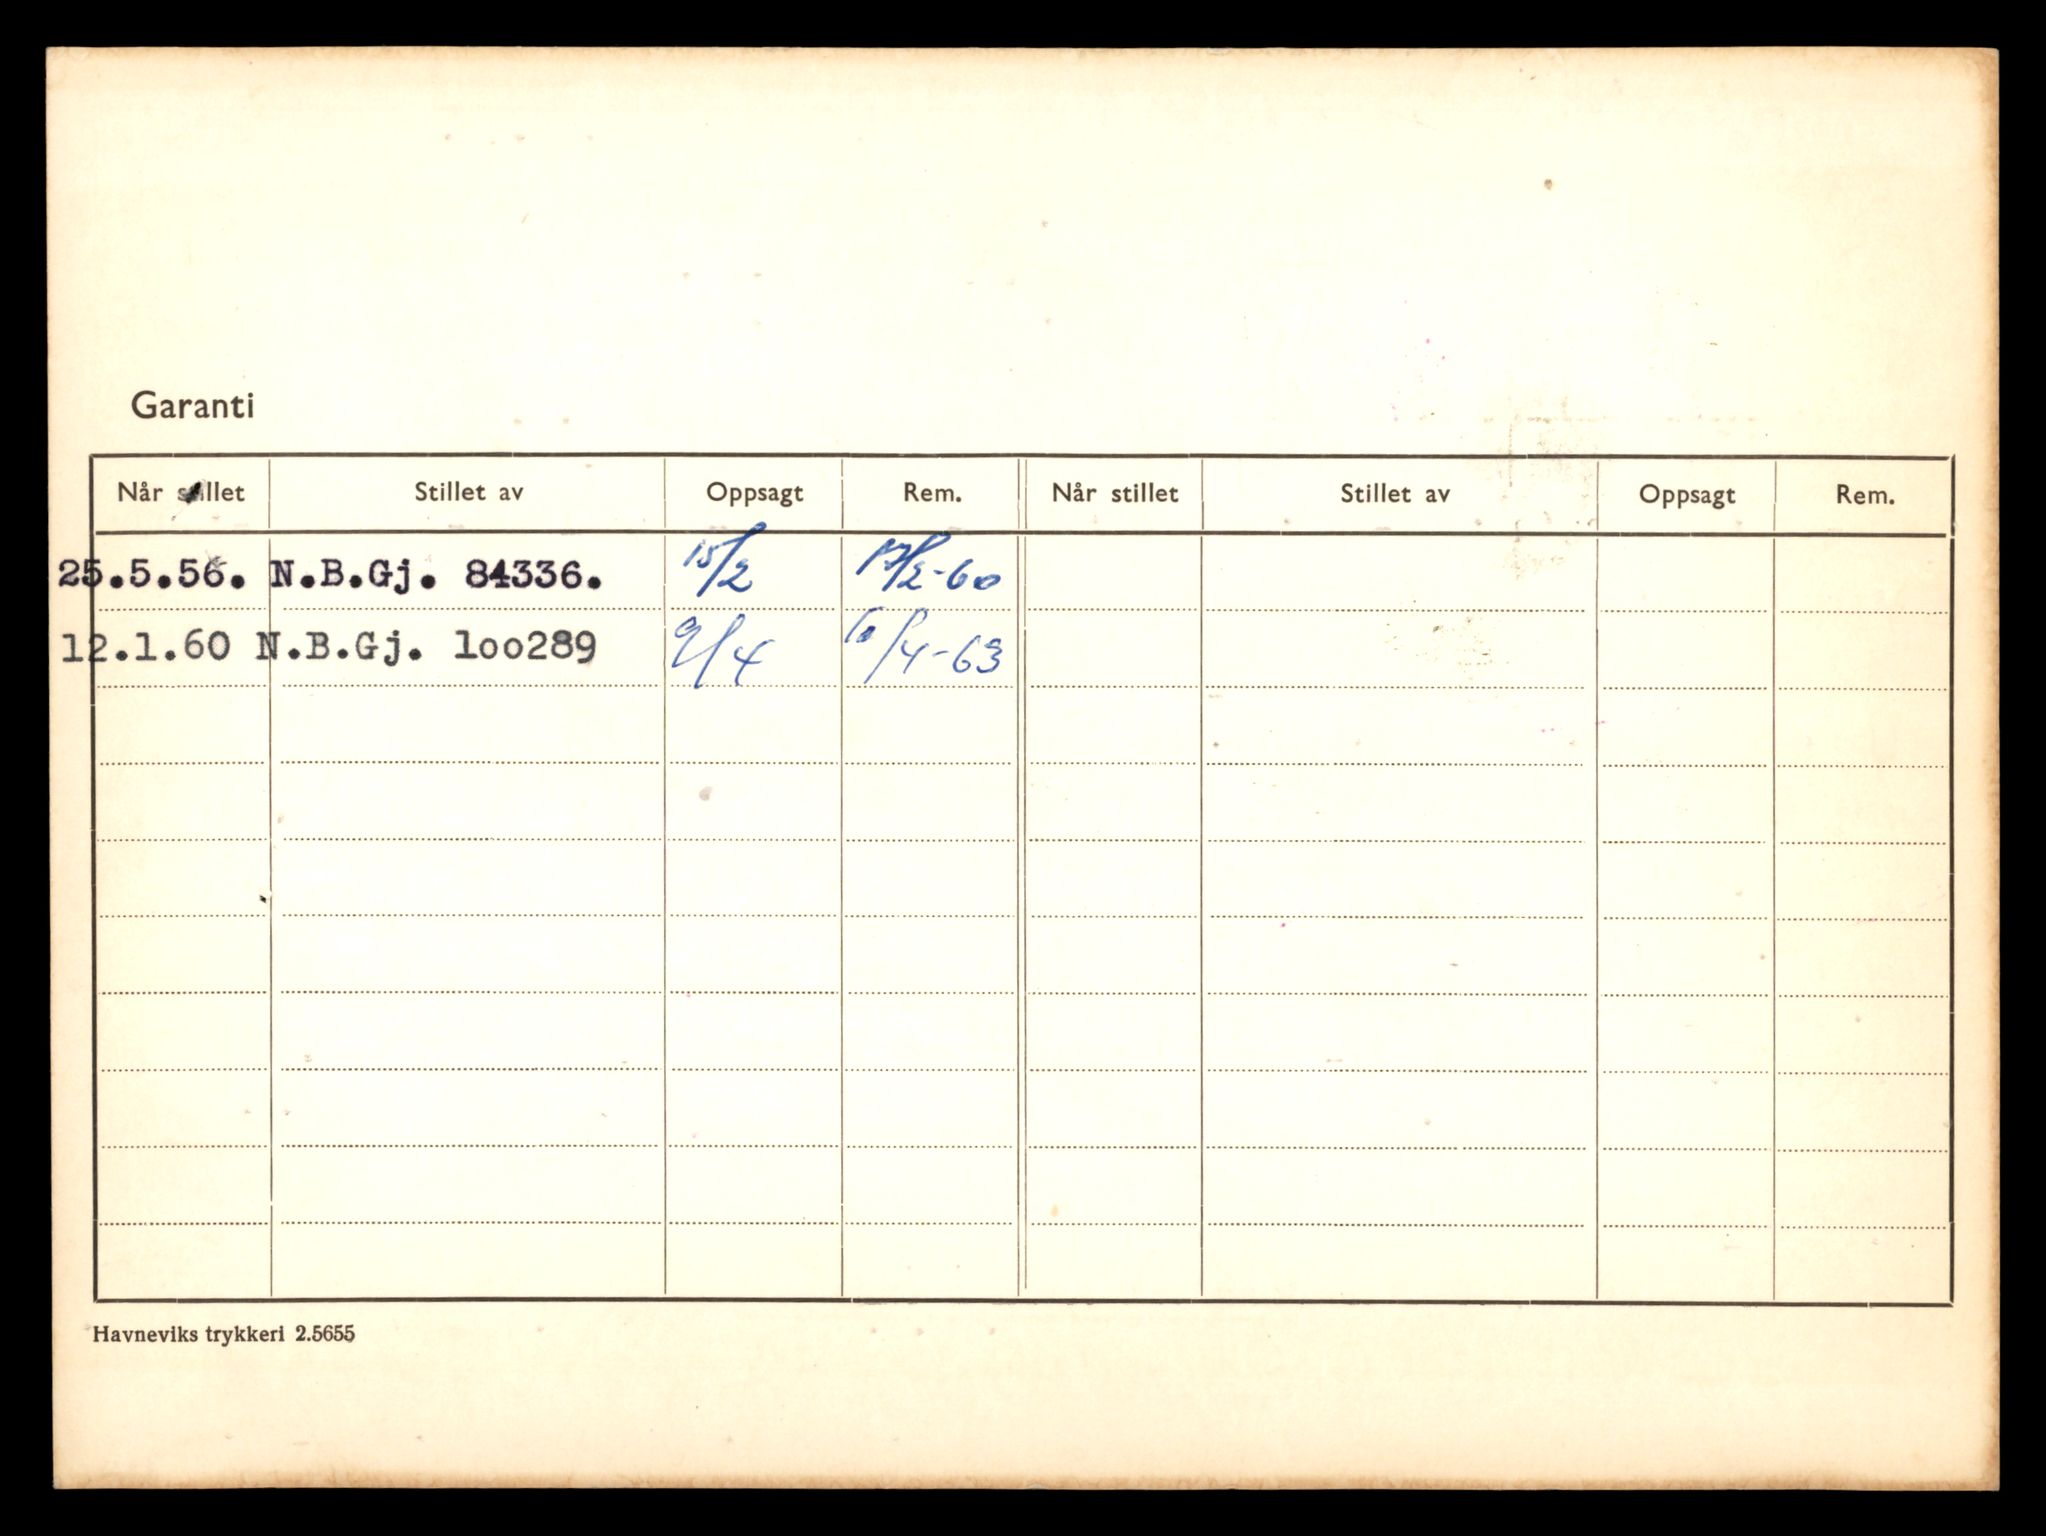 Garanti
Når stillet Stillet av Oppsagt Rem. Når stillet Stillet av Oppsagt Rem.
25.5.56. N.B.Gj. 84336. 15/2 17/2-60
12.1.60 N.B.Gj. 1oo289 9/4 10/4-63
Havneviks trykkeri 2.5655